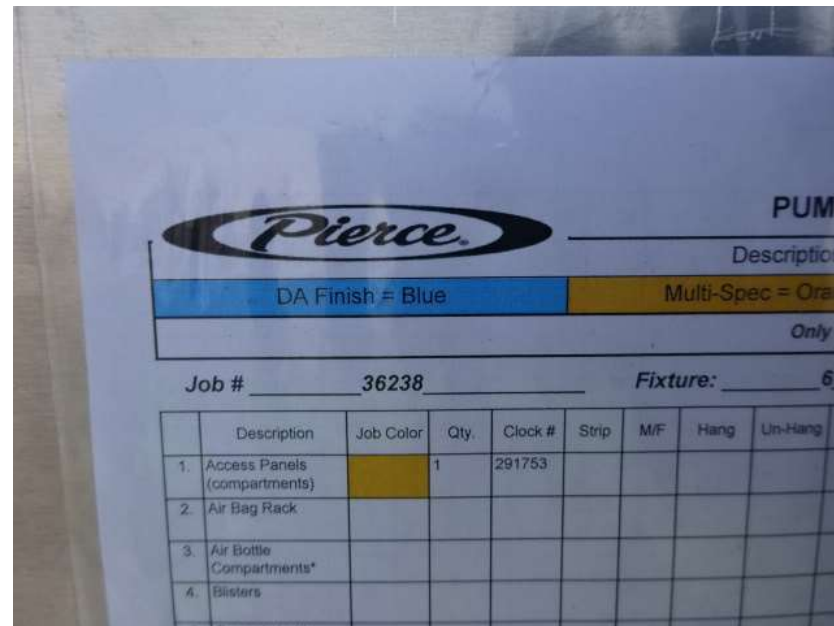 Pierce.
PUM
Descriptio
DA Finish = Blue Multi-Spec = Ora
Only
Job # 36238 Fixture: 6
Description Job Color Qty. Clock # Strip M/F Hang Un-Hang
1. Access Panels 1 291753
(compartments)
2. Air Bag Rack
3. Air Bottle
Compartments*
4. Blisters